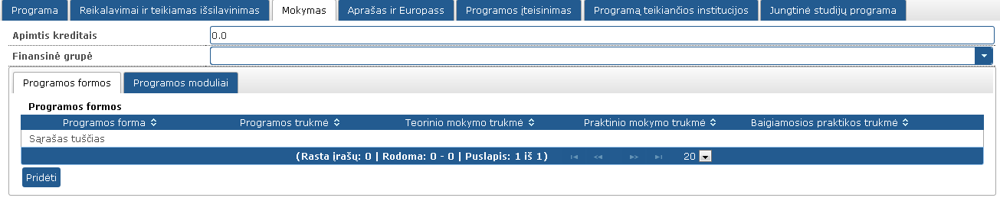 Programa Reikalavimai ir teikiamas išsilavinimas Mokymas Aprašas ir Europass Programos įteisinimas Programą teikiančios institucijos Jungtinė studijų programa
Apimtis kreditais 0.0
Finansinė grupė
Programos formos Programos moduliai
Programos formos
Programos forma Programos trukmė Teorinio mokymo trukmė Praktinio mokymo trukmė Baigiamosios praktikos trukmė
Sąrašas tuščias
(Rasta įrašų: 0 | Rodoma: 0 - 0 | Puslapis: 1 iš 1) 20
Pridėti